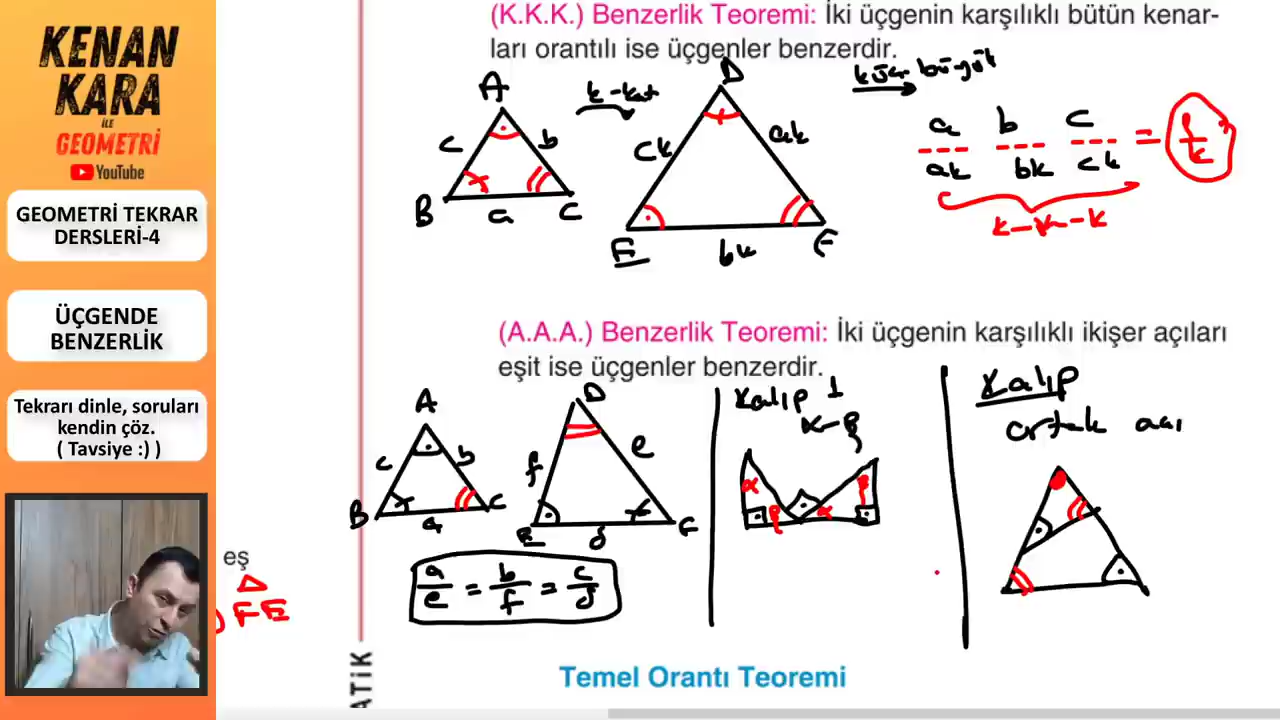 KENAN
KARA
İLE
GEOMETRİ
YouTube
GEOMETRİ TEKRAR
DERSLERİ-4
ÜÇGENDE
BENZERLİK
Tekrarı dinle, soruları
kendin çöz.
( Tavsiye :) )
eş
FE
(K.K.K.) Benzerlik Teoremi: İki üçgenin karşılıklı bütün kenar-
ları orantılı ise üçgenler benzerdir.
A
c
b
B
a
C
k-kat
D
ck
ak
E
bk
F
küç büyük
a b c
ak bk ck
= 1/k
k-k-k
(A.A.A.) Benzerlik Teoremi: İki üçgenin karşılıklı ikişer açıları
eşit ise üçgenler benzerdir.
A
c
b
B
a
C
D
f
e
E
d
F
a/e = b/f = c/d
Kalıp 1
α-β
α
β
α
β
Kalıp
ortak açı
ATİK
Temel Orantı Teoremi